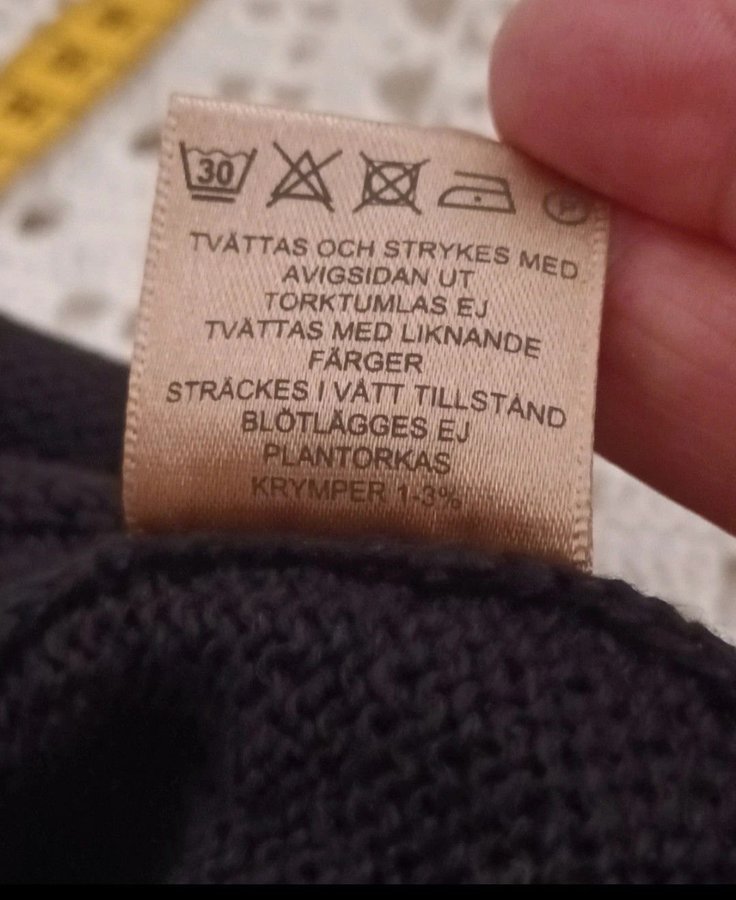 30
P
TVÄTTAS OCH STRYKES MED
AVIGSIDAN UT
TORKTUMLAS EJ
TVÄTTAS MED LIKNANDE
FÄRGER
STRÄCKES I VÅTT TILLSTÅND
BLÖTLÄGGES EJ
PLANTORKAS
KRYMPER 1-3%